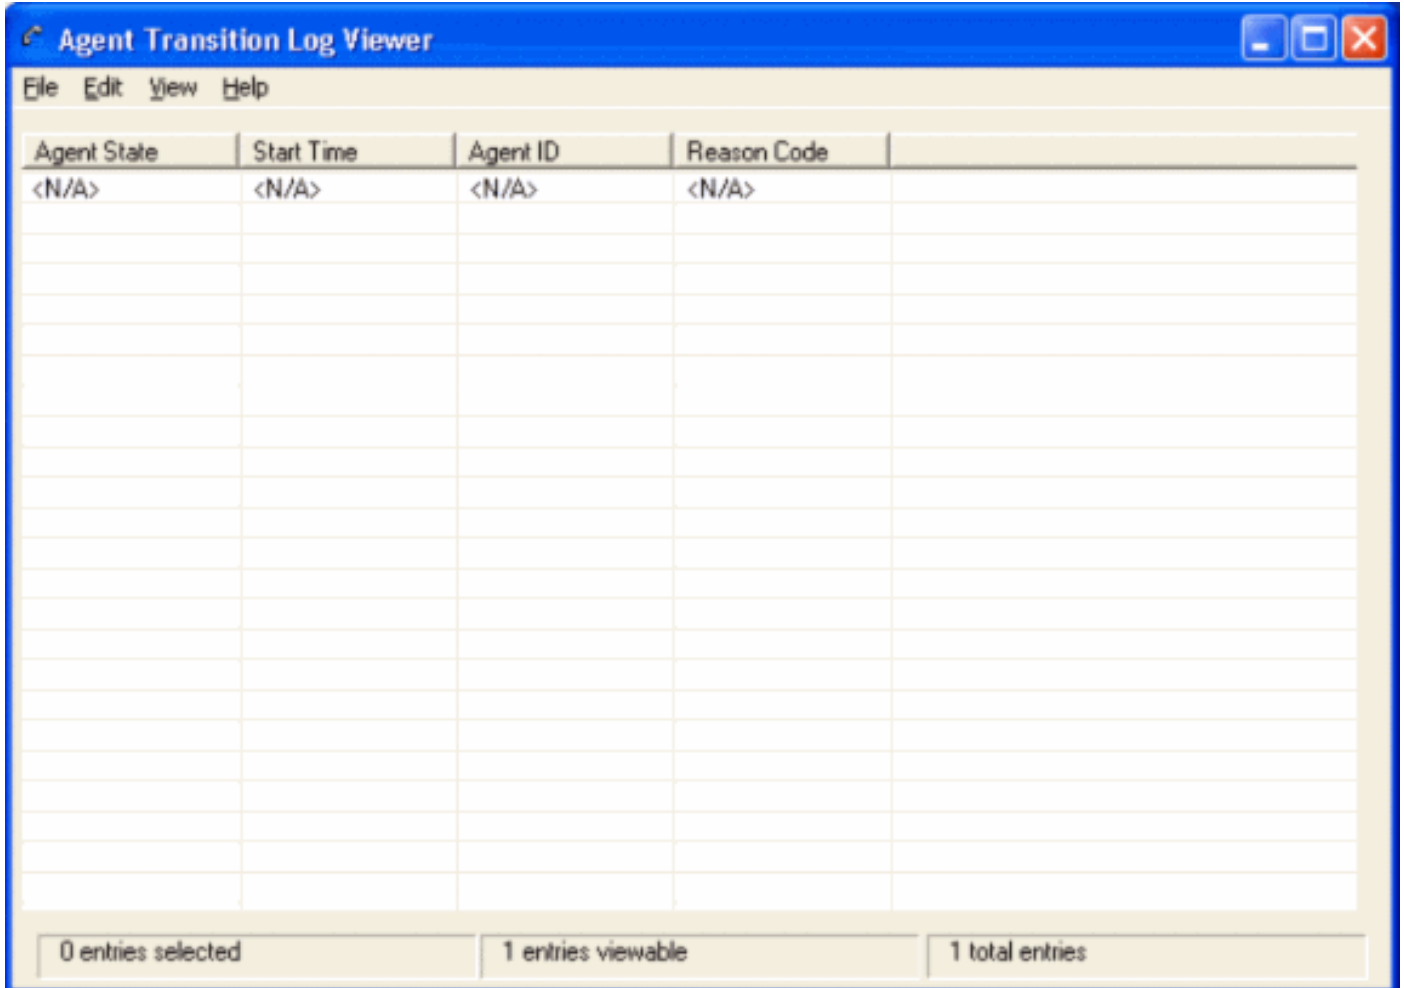 Agent Transition Log Viewer
File Edit View Help
Agent State Start Time Agent ID Reason Code
<N/A> <N/A> <N/A> <N/A>
0 entries selected 1 entries viewable 1 total entries